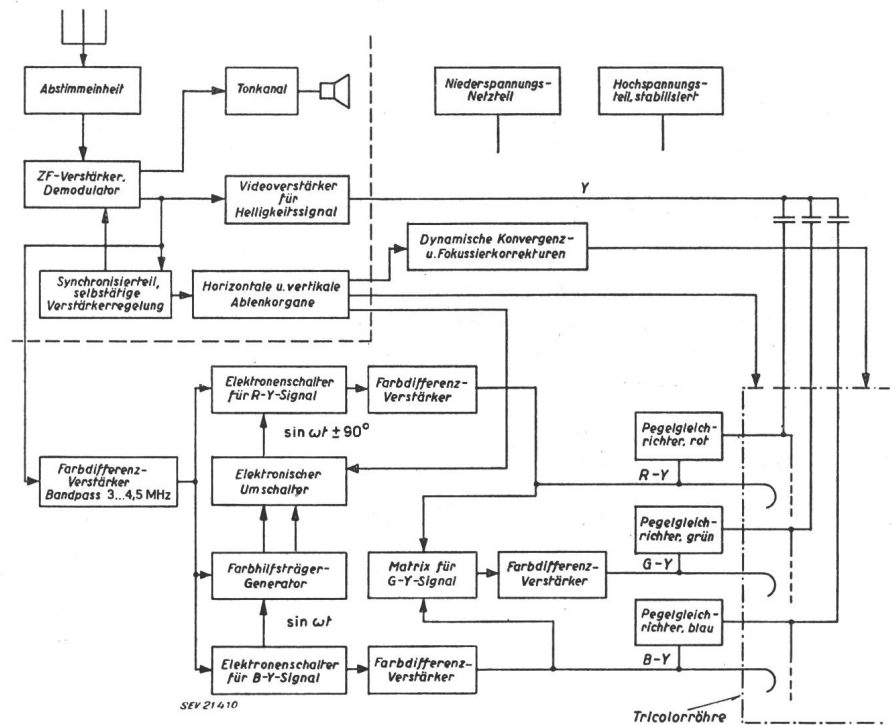 Abstimmeinheit
Tonkanal
Niederspannungs-
Netzteil
Hochspannungs-
teil, stabilisiert
ZF-Verstärker,
Demodulator
Videoverstärker
für
Helligkeitssignal
Y
Dynamische Konvergenz-
u. Fokussierkorrekturen
Synchronisierteil,
selbstätige
Verstärkerregelung
Horizontale u. vertikale
Ablenkorgane
Elektronenschalter
für R-Y-Signal
Farbdifferenz-
Verstärker
sin ωt ± 90°
Pegelgleich-
richter, rot
R-Y
Farbdifferenz-
Verstärker
Bandpass 3...4,5 MHz
Elektronischer
Umschalter
Pegelgleich-
richter, grün
G-Y
Farbhilfsträger-
Generator
Matrix für
G-Y-Signal
Farbdifferenz-
Verstärker
sin ωt
Pegelgleich-
richter, blau
B-Y
Elektronenschalter
für B-Y-Signal
Farbdifferenz-
Verstärker
SEV 21410
Tricolorröhre